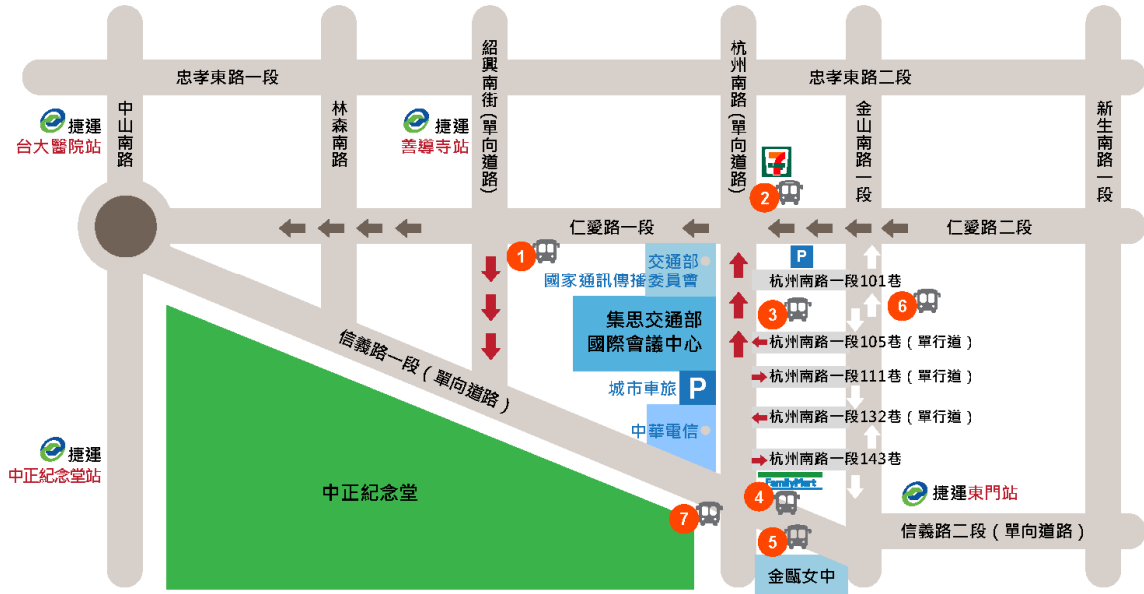 忠孝東路一段
忠孝東路二段
中山南路
林森南路
紹興南街(單向道路)
杭州南路(單向道路)
金山南路一段
新生南路一段
捷運
台大醫院站
捷運
善導寺站
7
2
仁愛路一段
仁愛路二段
1
交通部
國家通訊傳播委員會
P
杭州南路一段101巷
3
6
集思交通部
國際會議中心
杭州南路一段105巷(單行道)
信義路一段(單向道路)
城市車旅
P
杭州南路一段111巷(單行道)
中華電信
杭州南路一段132巷(單行道)
杭州南路一段143巷
捷運
中正紀念堂站
中正紀念堂
FamilyMart
4
捷運東門站
7
5
信義路二段(單向道路)
金甌女中